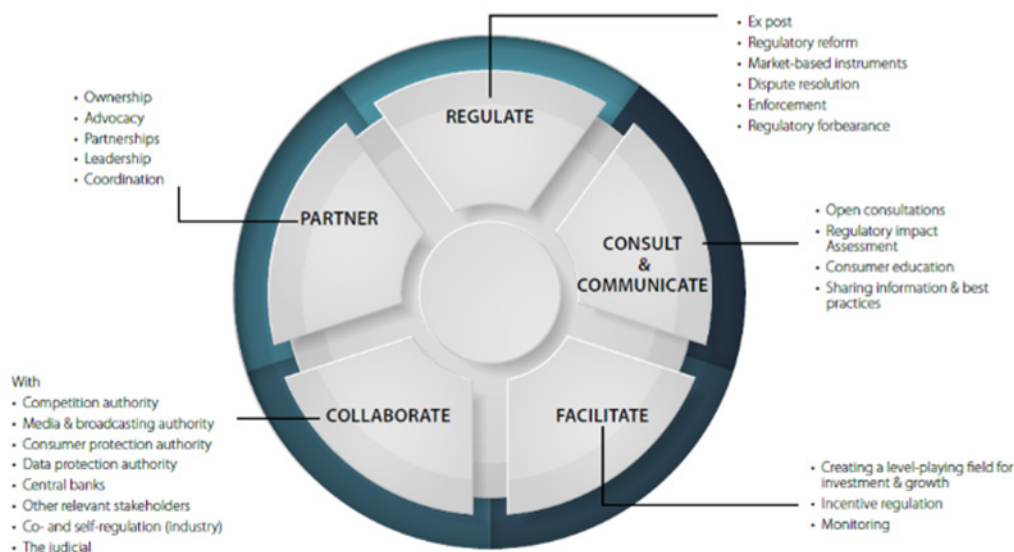 REGULATE
• Ex post
• Regulatory reform
• Market-based instruments
• Dispute resolution
• Enforcement
• Regulatory forbearance
CONSULT
&
COMMUNICATE
• Open consultations
• Regulatory impact
Assessment
• Consumer education
• Sharing information & best
practices
FACILITATE
• Creating a level-playing field for
investment & growth
• Incentive regulation
• Monitoring
COLLABORATE
With
• Competition authority
• Media & broadcasting authority
• Consumer protection authority
• Data protection authority
• Central banks
• Other relevant stakeholders
• Co- and self-regulation (industry)
• The judicial
PARTNER
• Ownership
• Advocacy
• Partnerships
• Leadership
• Coordination